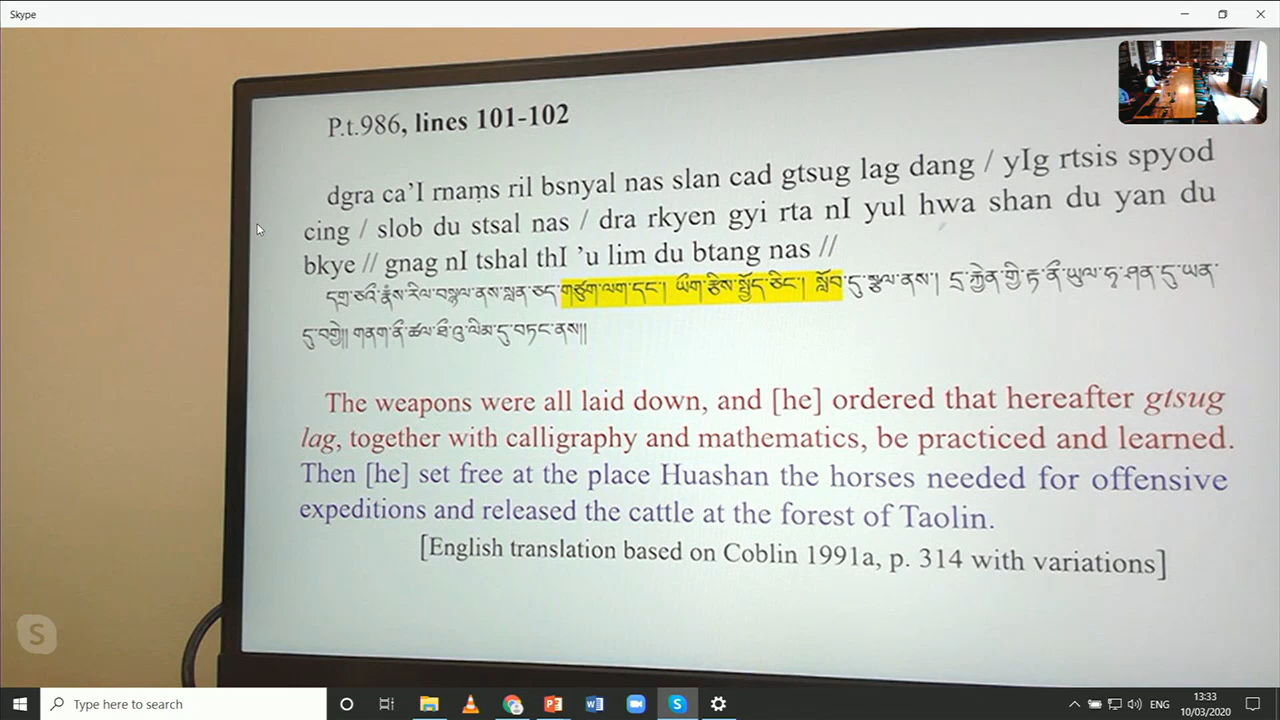 Skype
P.t.986, lines 101-102
dgra ca'I rnaṃs ril bsnyal nas slan cad gtsug lag dang / yIg rtsis spyod
cing / slob du stsal nas / dra rkyen gyi rta nI yul hwa shan du yan du
bkye // gnag nI tshal thI 'u lim du btang nas //
དགྲ་ཅའི་རྣཾས་རིལ་བསྙལ་ནས་སླན་ཅད་གཙུག་ལག་དང་། ཡིག་རྩིས་སྤྱོད་ཅིང་། སློབ་དུ་སྩལ་ནས། དྲ་རྐྱེན་གྱི་རྟ་ནི་ཡུལ་ཧྭ་ཤན་དུ་ཡན་
དུ་བཀྱེ།། གནག་ནི་ཚལ་ཐི་འུ་ལིམ་དུ་བཏང་ནས།།
The weapons were all laid down, and [he] ordered that hereafter gtsug
lag, together with calligraphy and mathematics, be practiced and learned.
Then [he] set free at the place Huashan the horses needed for offensive
expeditions and released the cattle at the forest of Taolin.
[English translation based on Coblin 1991a, p. 314 with variations]
S
Type here to search
ENG
13:33
10/03/2020